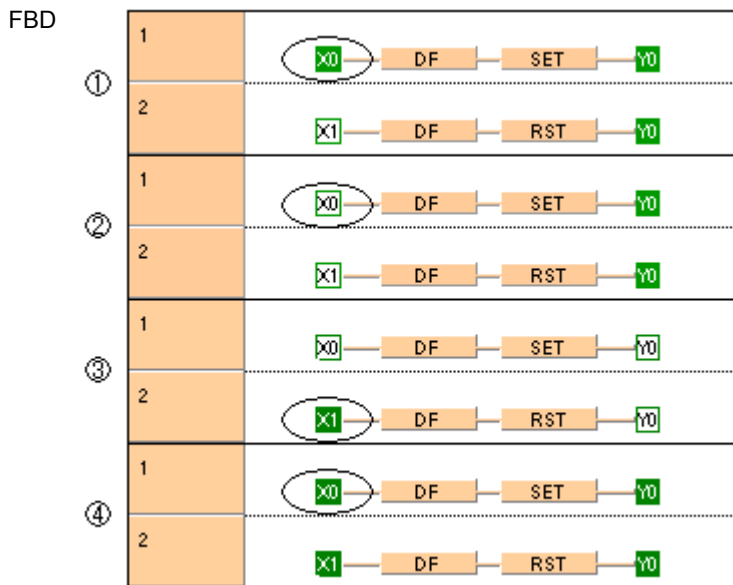 FBD
1
X0 DF SET Y0
①
2
X1 DF RST Y0
1
X0 DF SET Y0
②
2
X1 DF RST Y0
1
X0 DF SET Y0
③
2
X1 DF RST Y0
1
X0 DF SET Y0
④
2
X1 DF RST Y0